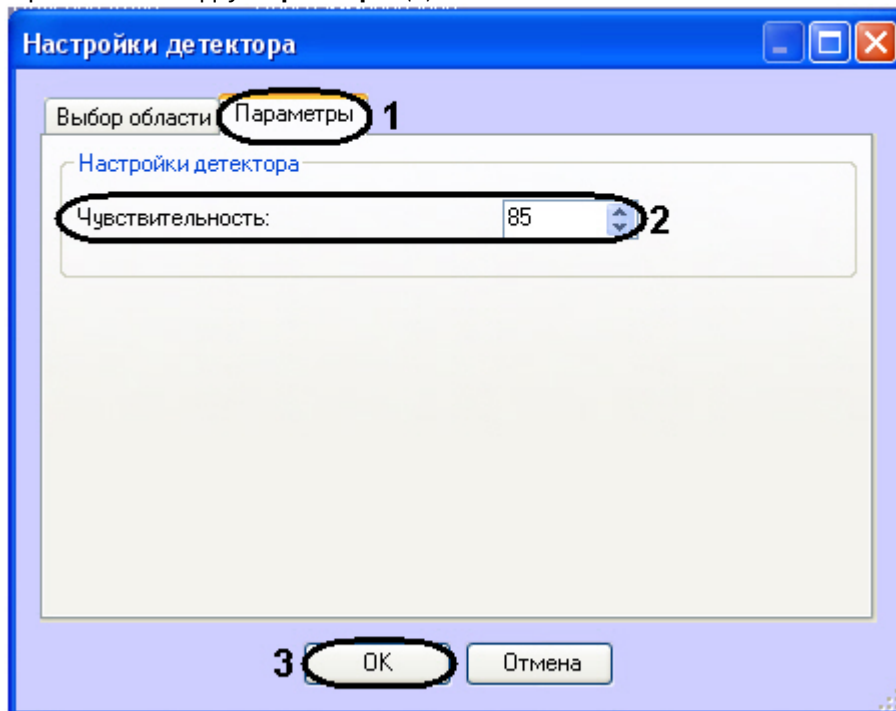 Настройки детектора
Выбор области Параметры 1
Настройки детектора
Чувствительность: 85 2
3 OK Отмена